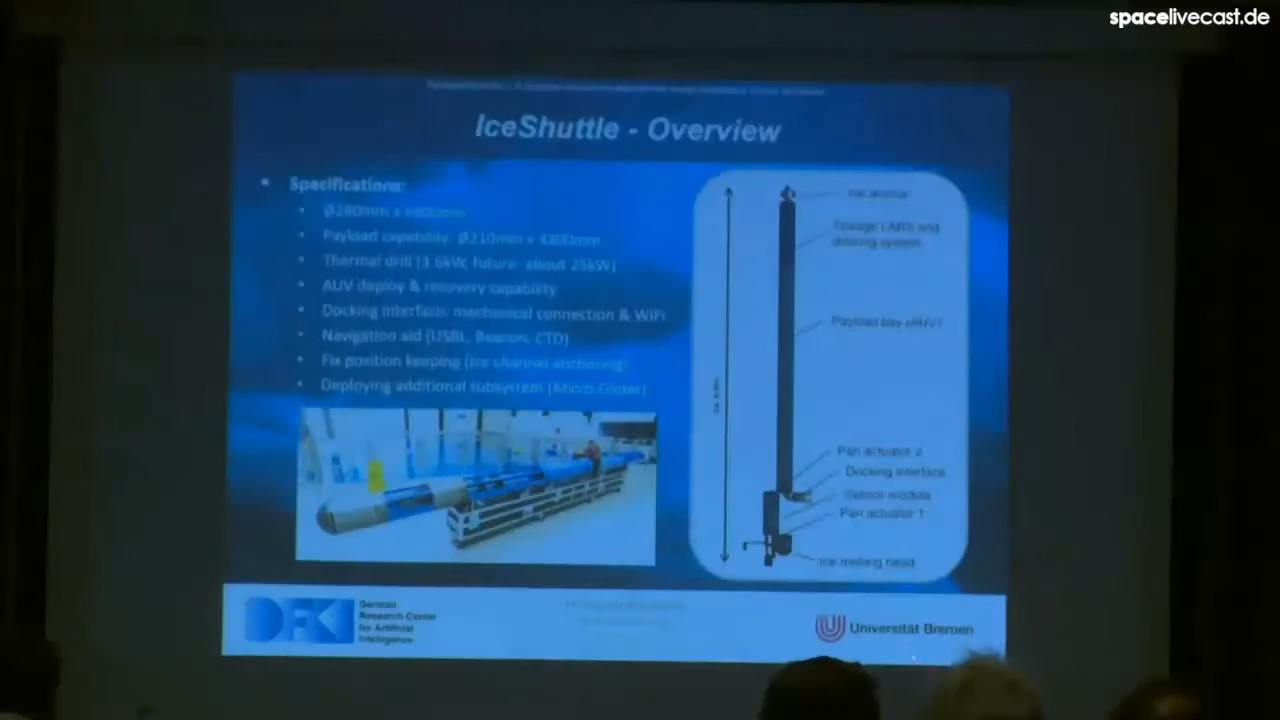 spacelivecast.de
IceShuttle - Overview
Specifications:
Payload capability: Ø210mm x
Thermal drill (3.6kW, future: about 25kW)
AUV deploy & recovery capability
Docking interface: mechanical connection & WiFi
Navigation aid (USBL, Beacon, CTD)
Fix position keeping (Ice channel anchoring)
Deploying additional subsystem (Micro Glider)
docking system
Payload bay (AUV)
Pan actuator 2
Docking interface
Sensor module
Pan actuator 1
Ice melting head
DFKI
German
Research Center
for Artificial
Intelligence
Universität Bremen